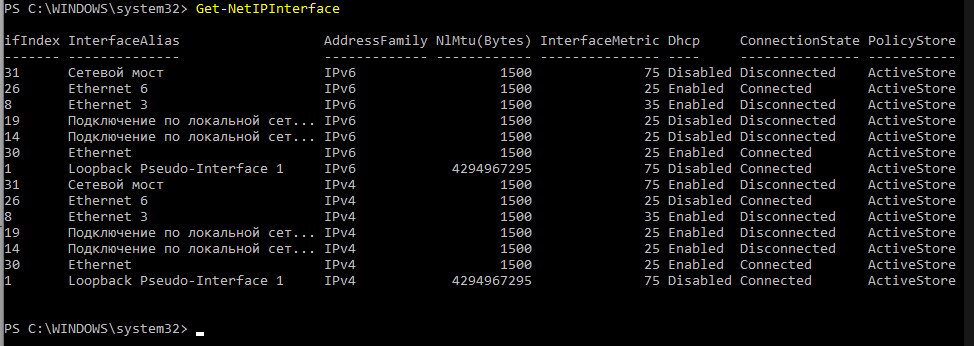 PS C:\WINDOWS\system32> Get-NetIPInterface
ifIndex InterfaceAlias AddressFamily NlMtu(Bytes) InterfaceMetric Dhcp ConnectionState PolicyStore
------- -------------- ------------- ------------ --------------- ---- --------------- -----------
31 Сетевой мост IPv6 1500 75 Disabled Disconnected ActiveStore
26 Ethernet 6 IPv6 1500 25 Enabled Connected ActiveStore
8 Ethernet 3 IPv6 1500 35 Enabled Disconnected ActiveStore
19 Подключение по локальной сет... IPv6 1500 25 Disabled Disconnected ActiveStore
14 Подключение по локальной сет... IPv6 1500 25 Disabled Disconnected ActiveStore
30 Ethernet IPv6 1500 25 Enabled Connected ActiveStore
1 Loopback Pseudo-Interface 1 IPv6 4294967295 75 Disabled Connected ActiveStore
31 Сетевой мост IPv4 1500 75 Enabled Disconnected ActiveStore
26 Ethernet 6 IPv4 1500 25 Disabled Connected ActiveStore
8 Ethernet 3 IPv4 1500 35 Enabled Disconnected ActiveStore
19 Подключение по локальной сет... IPv4 1500 25 Enabled Disconnected ActiveStore
14 Подключение по локальной сет... IPv4 1500 25 Enabled Disconnected ActiveStore
30 Ethernet IPv4 1500 25 Enabled Connected ActiveStore
1 Loopback Pseudo-Interface 1 IPv4 4294967295 75 Disabled Connected ActiveStore
PS C:\WINDOWS\system32>